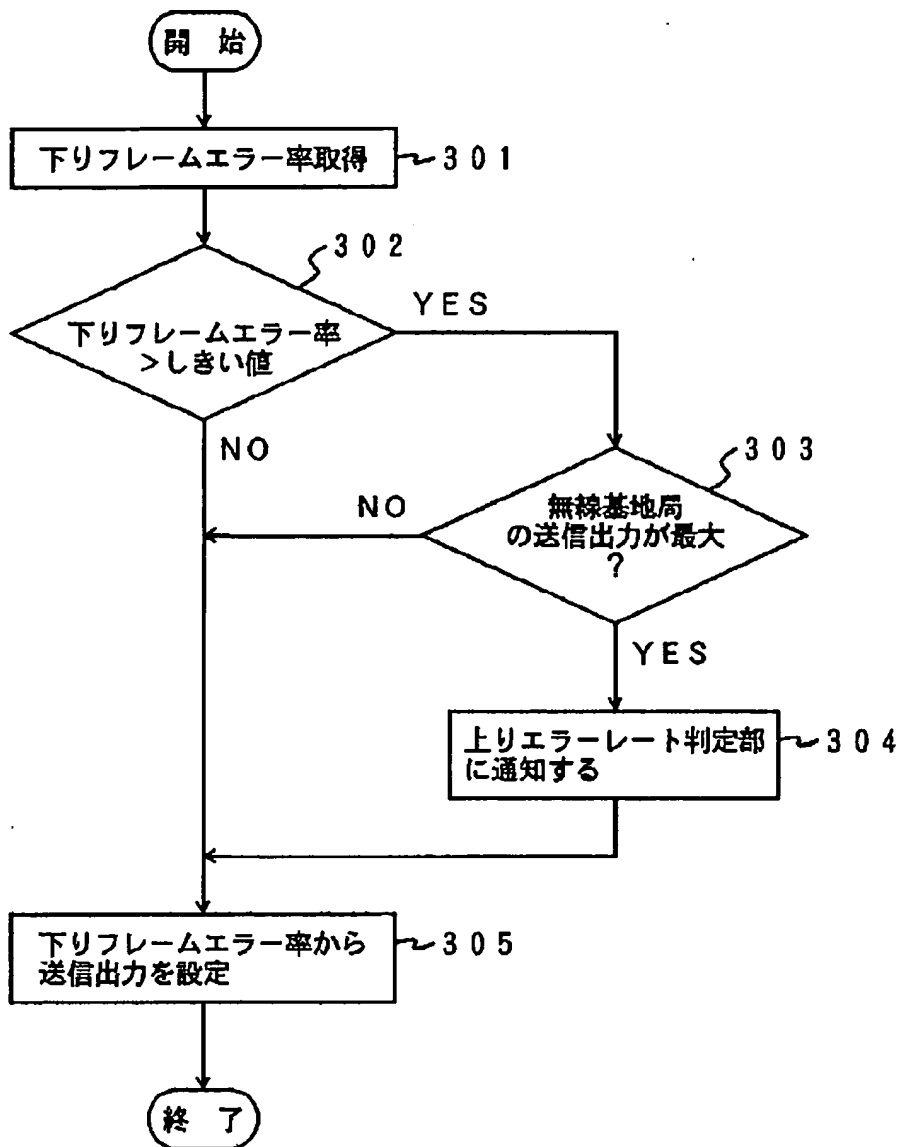 開 始
下りフレームエラー率取得
301
302
下りフレームエラー率
>しきい値
YES
NO
303
無線基地局
の送信出力が最大
?
NO
YES
上りエラーレート判定部
に通知する
304
下りフレームエラー率から
送信出力を設定
305
終 了